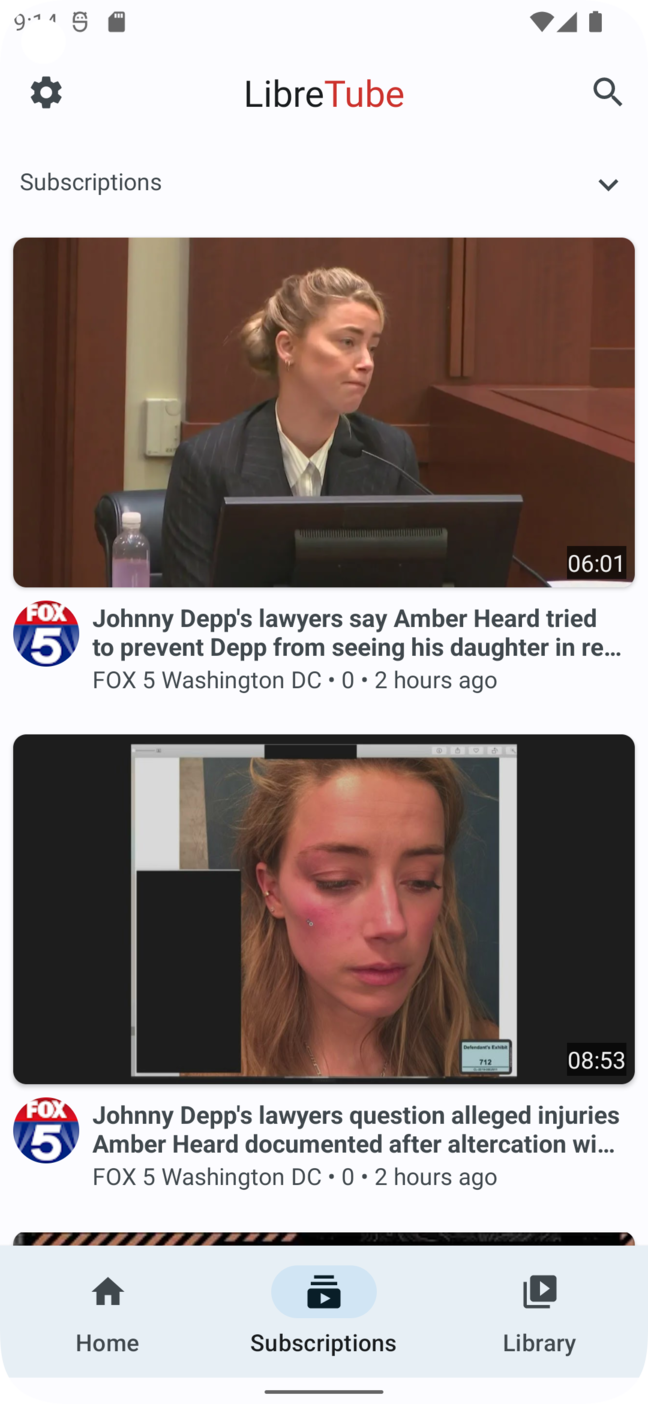 LibreTube
Subscriptions
06:01
FOX
5
Johnny Depp's lawyers say Amber Heard tried
to prevent Depp from seeing his daughter in re...
FOX 5 Washington DC • 0 • 2 hours ago
Defendant's Exhibit
712
08:53
FOX
5
Johnny Depp's lawyers question alleged injuries
Amber Heard documented after altercation wi...
FOX 5 Washington DC • 0 • 2 hours ago
Home
Subscriptions
Library